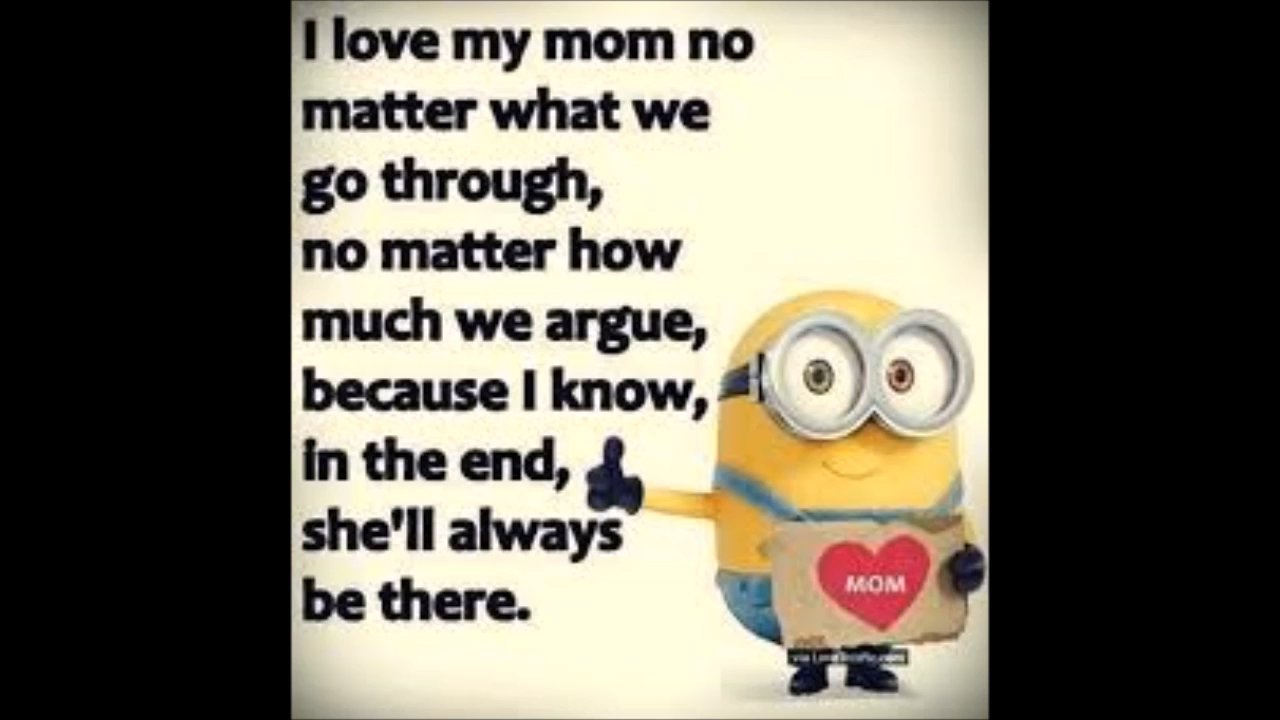 I love my mom no
matter what we
go through,
no matter how
much we argue,
because I know,
in the end,
she'll always
be there.
MOM
via